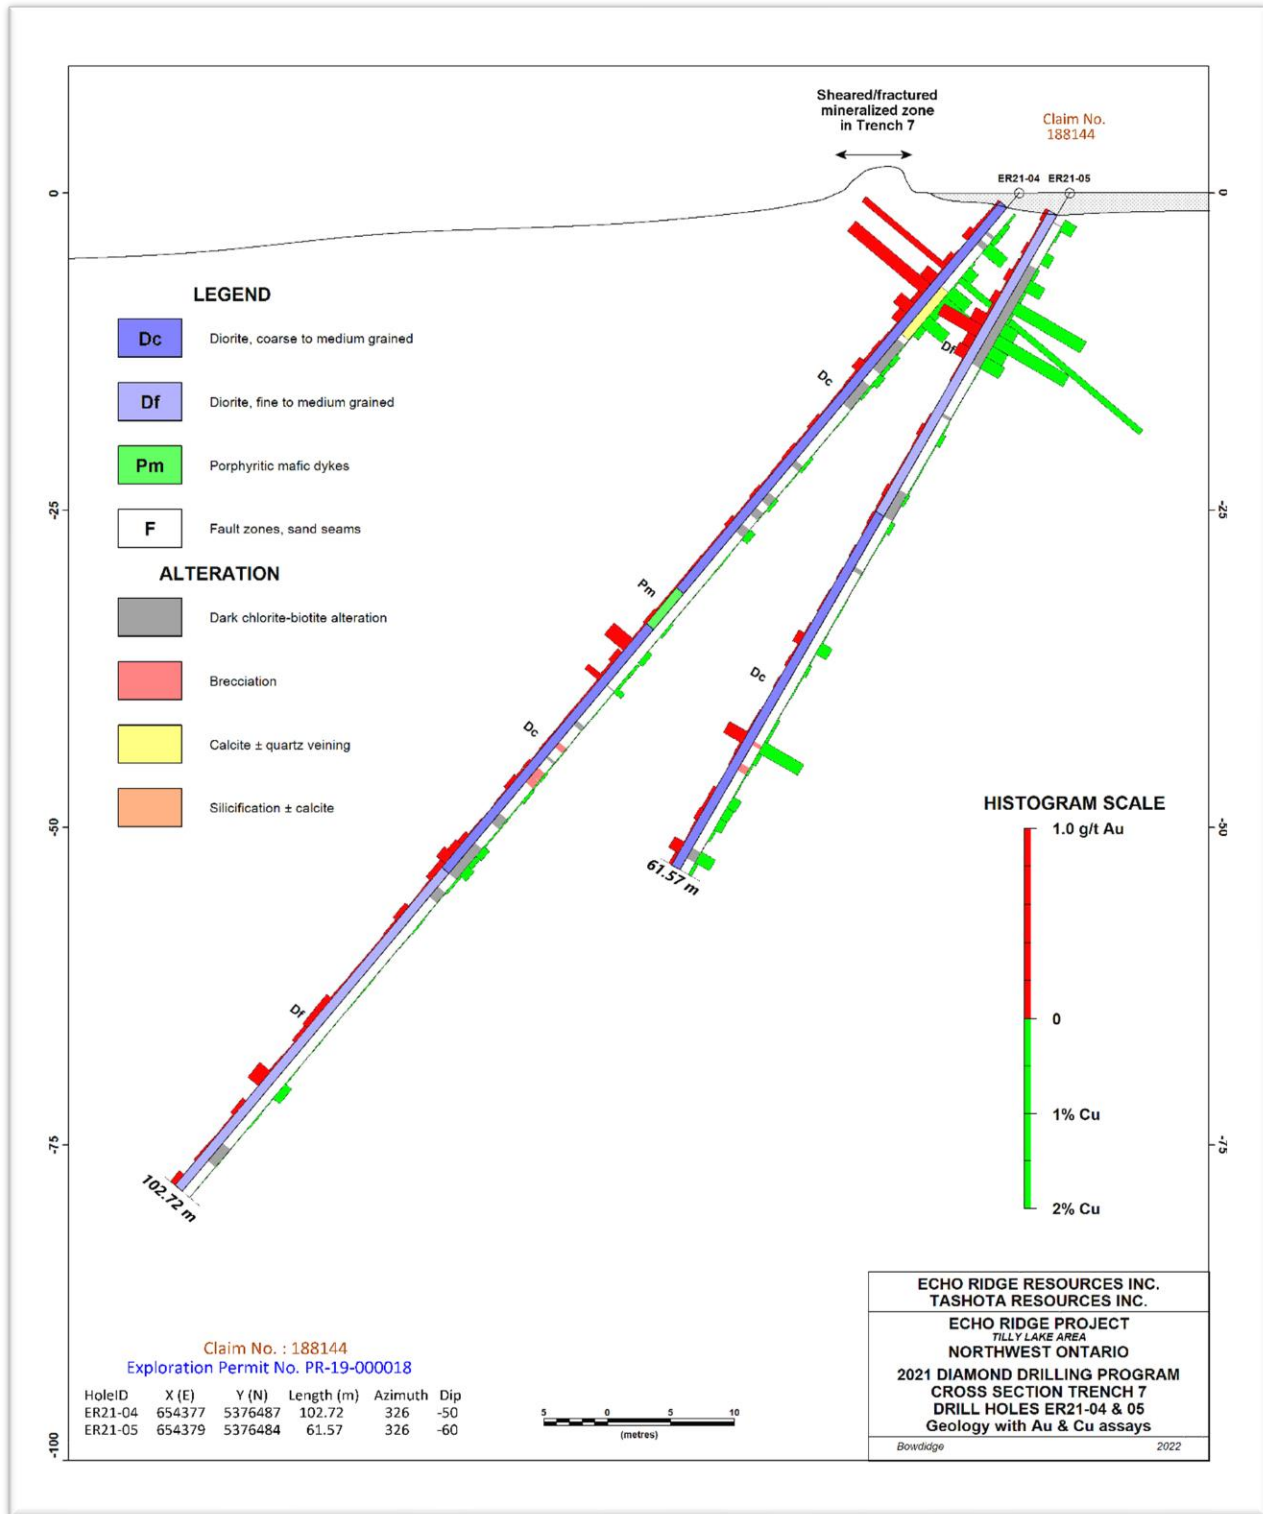 Sheared/fractured
mineralized zone
in Trench 7
Claim No.
188144
ER21-04 ER21-05
0
0
LEGEND
Dc Diorite, coarse to medium grained
Df Diorite, fine to medium grained
Pm Porphyritic mafic dykes
F Fault zones, sand seams
ALTERATION
Dark chlorite-biotite alteration
Brecciation
Calcite ± quartz veining
Silicification ± calcite
Df
Dc
-25
-25
Pm
Dc
Dc
-50
-50
61.57 m
Df
-75
-75
102.72 m
HISTOGRAM SCALE
1.0 g/t Au
0
1% Cu
2% Cu
Claim No. : 188144
Exploration Permit No. PR-19-000018
HoleID X (E) Y (N) Length (m) Azimuth Dip
ER21-04 654377 5376487 102.72 326 -50
ER21-05 654379 5376484 61.57 326 -60
5 0 5 10
(metres)
-100
ECHO RIDGE RESOURCES INC.
TASHOTA RESOURCES INC.
ECHO RIDGE PROJECT
TILLY LAKE AREA
NORTHWEST ONTARIO
2021 DIAMOND DRILLING PROGRAM
CROSS SECTION TRENCH 7
DRILL HOLES ER21-04 & 05
Geology with Au & Cu assays
Bowdidge 2022